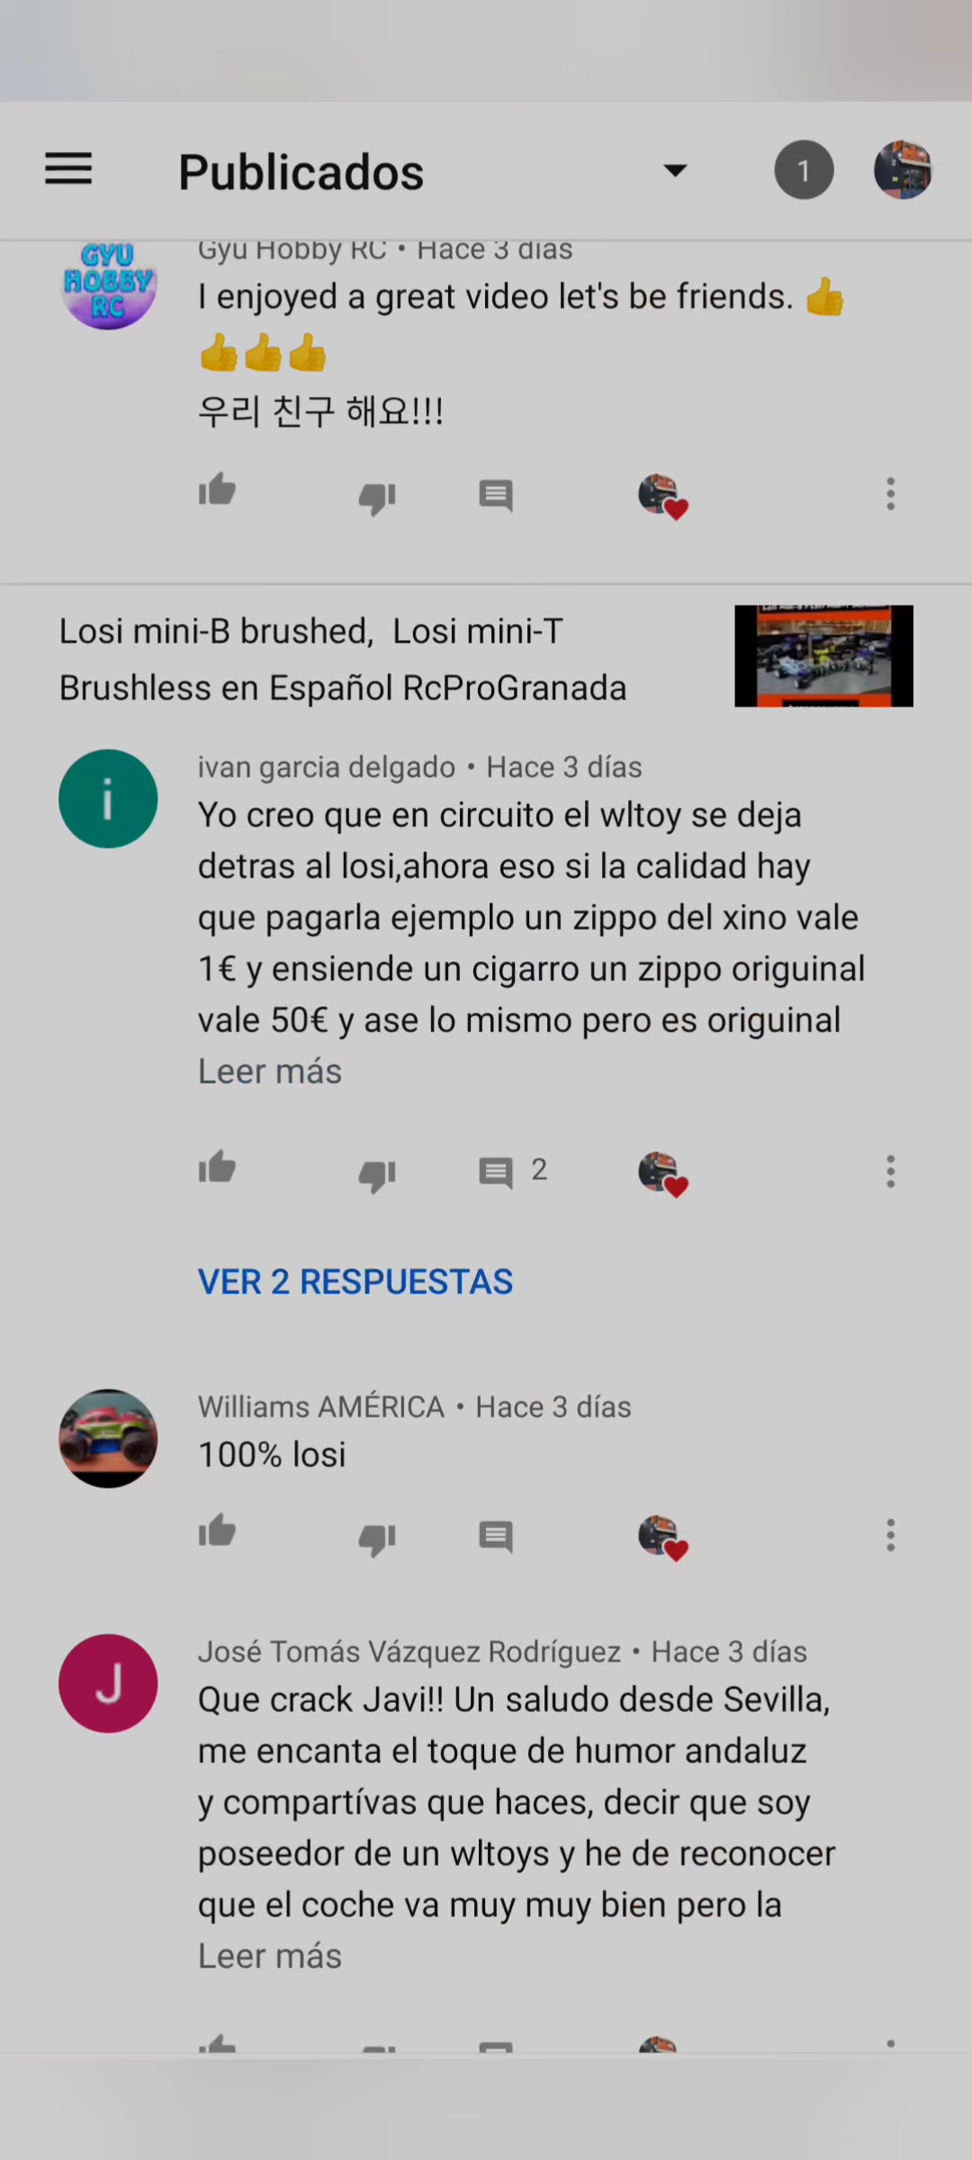 Publicados
1
GYU
HOBBY
RC
Gyu Hobby RC • Hace 3 días
I enjoyed a great video let's be friends. 👍
👍👍👍
우리 친구 해요!!!
Losi mini-B brushed, Losi mini-T
Brushless en Español RcProGranada
i
ivan garcia delgado • Hace 3 días
Yo creo que en circuito el wltoy se deja
detras al losi,ahora eso si la calidad hay
que pagarla ejemplo un zippo del xino vale
1€ y ensiende un cigarro un zippo origuinal
vale 50€ y ase lo mismo pero es origuinal
Leer más
2
VER 2 RESPUESTAS
Williams AMÉRICA • Hace 3 días
100% losi
J
José Tomás Vázquez Rodríguez • Hace 3 días
Que crack Javi!! Un saludo desde Sevilla,
me encanta el toque de humor andaluz
y compartívas que haces, decir que soy
poseedor de un wltoys y he de reconocer
que el coche va muy muy bien pero la
Leer más